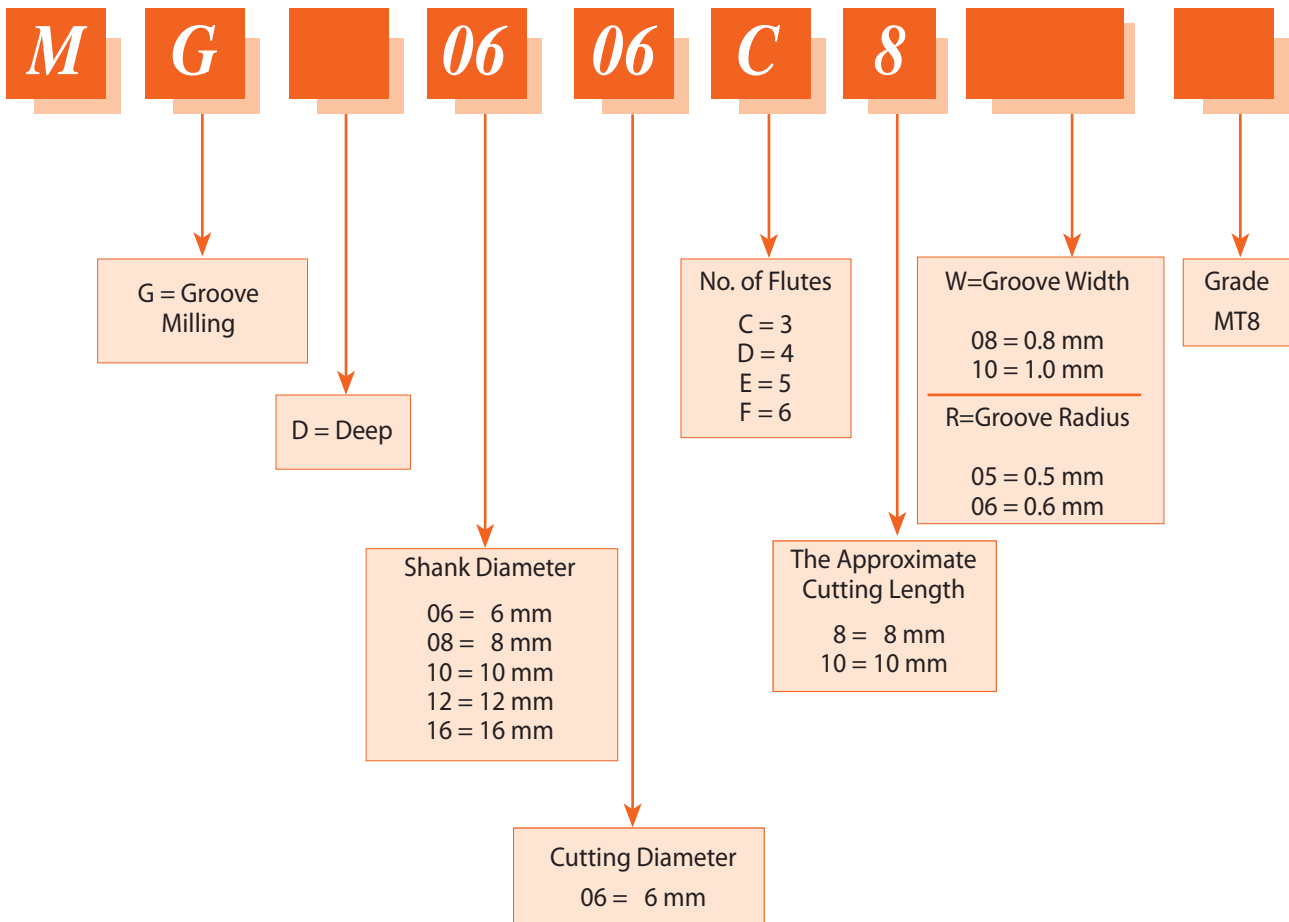 M G 06 06 C 8
G = Groove
Milling
D = Deep
Shank Diameter
06 = 6 mm
08 = 8 mm
10 = 10 mm
12 = 12 mm
16 = 16 mm
Cutting Diameter
06 = 6 mm
No. of Flutes
C = 3
D = 4
E = 5
F = 6
The Approximate
Cutting Length
8 = 8 mm
10 = 10 mm
W=Groove Width
08 = 0.8 mm
10 = 1.0 mm
R=Groove Radius
05 = 0.5 mm
06 = 0.6 mm
Grade
MT8